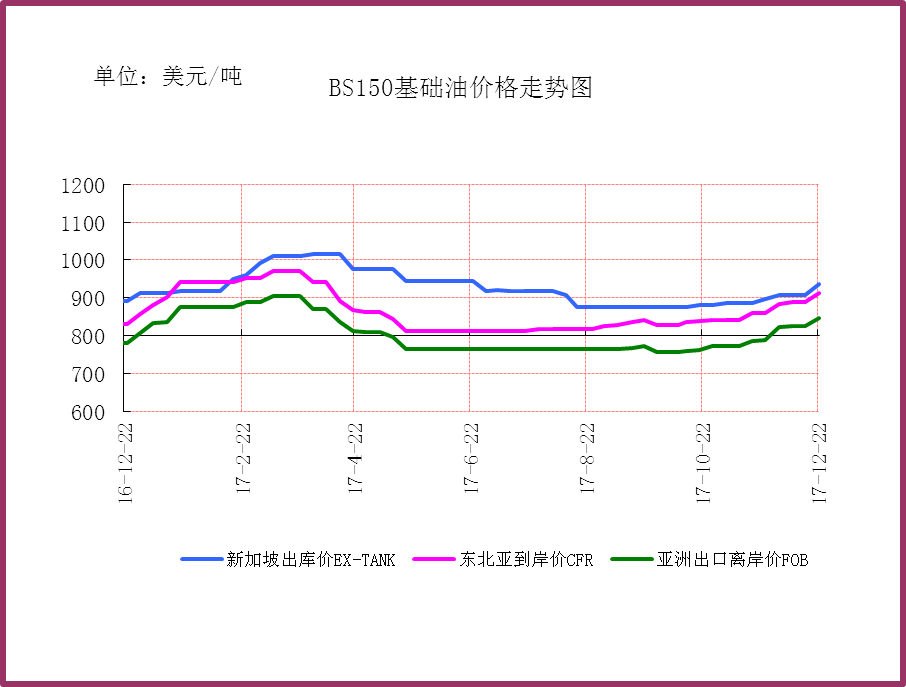 单位：美元/吨
BS150基础油价格走势图
1200
1100
1000
900
800
700
600
16-12-22
17-2-22
17-4-22
17-6-22
17-8-22
17-10-22
17-12-22
新加坡出库价EX-TANK
东北亚到岸价CFR
亚洲出口离岸价FOB